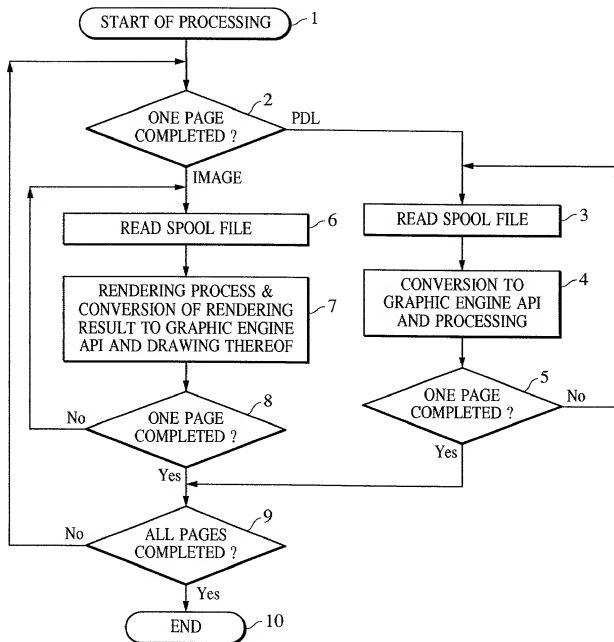 START OF PROCESSING
1
ONE PAGE
COMPLETED ?
2
PDL
IMAGE
READ SPOOL FILE
6
READ SPOOL FILE
3
RENDERING PROCESS &
CONVERSION OF RENDERING
RESULT TO GRAPHIC ENGINE
API AND DRAWING THEREOF
7
CONVERSION TO
GRAPHIC ENGINE API
AND PROCESSING
4
ONE PAGE
COMPLETED ?
5
No
Yes
ONE PAGE
COMPLETED ?
8
No
Yes
ALL PAGES
COMPLETED ?
9
No
Yes
END
10